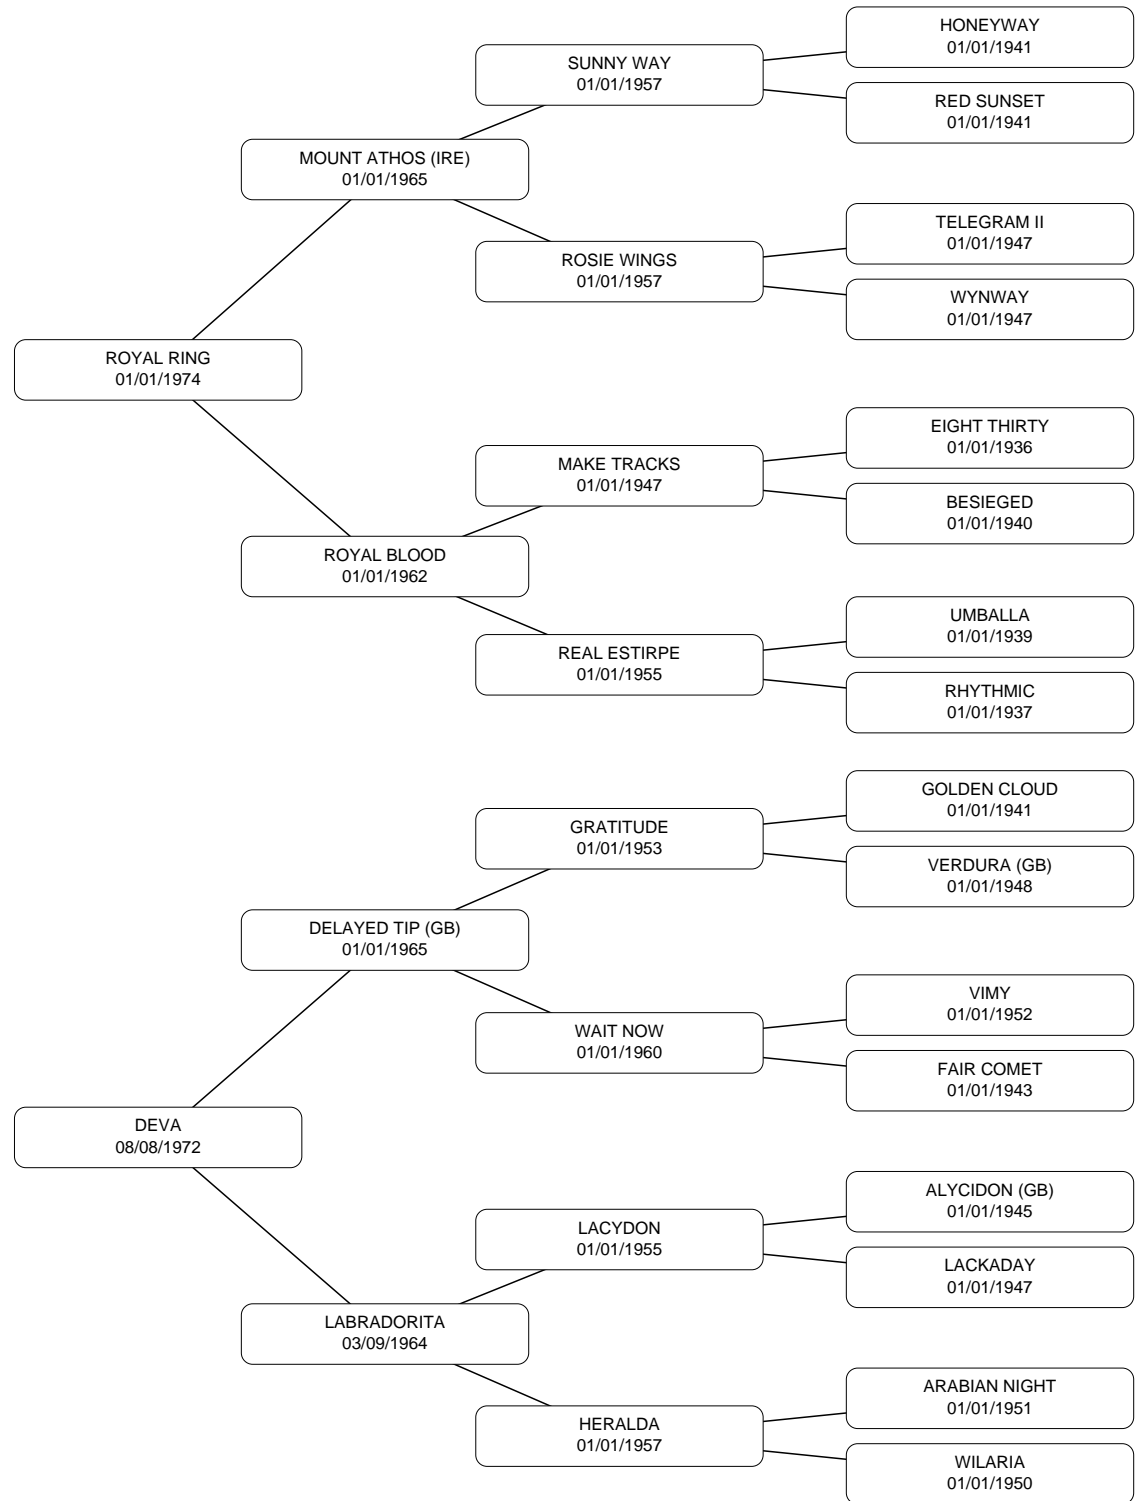 HONEYWAY
01/01/1941
SUNNY WAY
01/01/1957
RED SUNSET
01/01/1941
MOUNT ATHOS (IRE)
01/01/1965
TELEGRAM II
01/01/1947
ROSIE WINGS
01/01/1957
WYNWAY
01/01/1947
ROYAL RING
01/01/1974
EIGHT THIRTY
01/01/1936
MAKE TRACKS
01/01/1947
BESIEGED
01/01/1940
ROYAL BLOOD
01/01/1962
UMBALLA
01/01/1939
REAL ESTIRPE
01/01/1955
RHYTHMIC
01/01/1937
GOLDEN CLOUD
01/01/1941
GRATITUDE
01/01/1953
VERDURA (GB)
01/01/1948
DELAYED TIP (GB)
01/01/1965
VIMY
01/01/1952
WAIT NOW
01/01/1960
FAIR COMET
01/01/1943
DEVA
08/08/1972
ALYCIDON (GB)
01/01/1945
LACYDON
01/01/1955
LACKADAY
01/01/1947
LABRADORITA
03/09/1964
ARABIAN NIGHT
01/01/1951
HERALDA
01/01/1957
WILARIA
01/01/1950